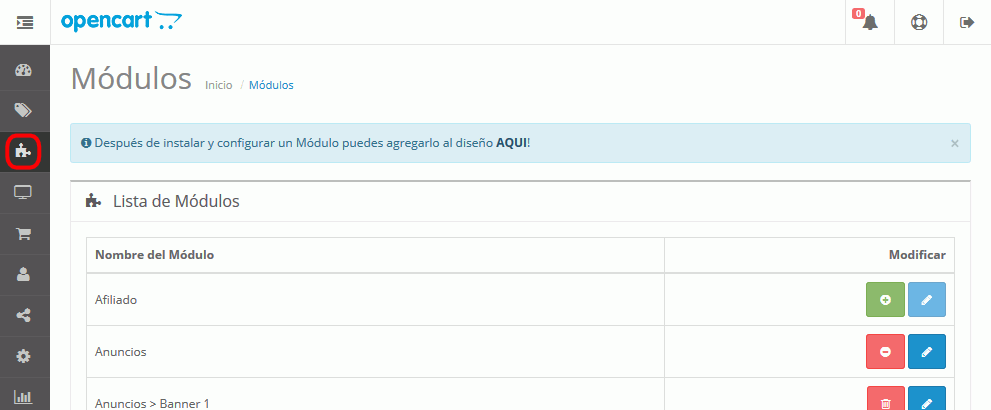 opencart
0
Módulos Inicio / Módulos
Después de instalar y configurar un Módulo puedes agregarlo al diseño AQUI!
×
Lista de Módulos
Nombre del Módulo Modificar
Afiliado
Anuncios
Anuncios > Banner 1